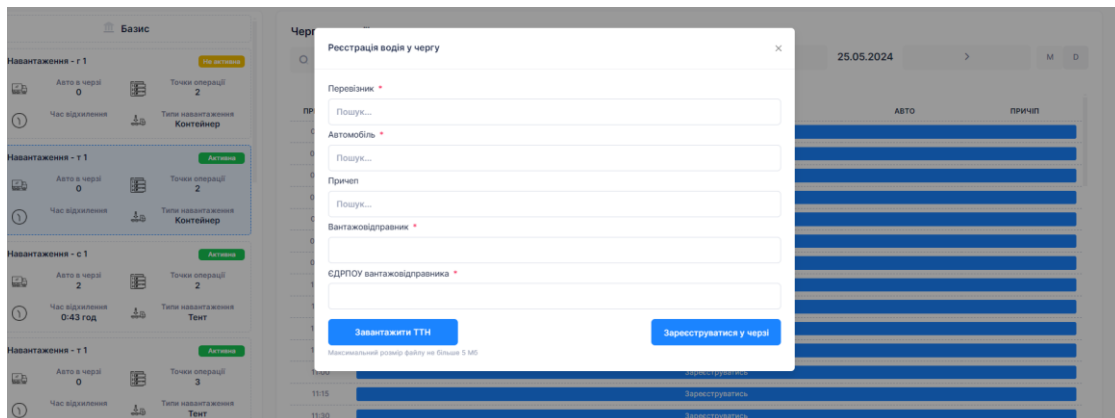 Базис
Навантаження - г 1
Не активна
Авто в черзі
0
Точки операції
2
Час відхилення
Типи навантаження
Контейнер
Навантаження - т 1
Активна
Авто в черзі
0
Точки операції
2
Час відхилення
Типи навантаження
Контейнер
Навантаження - с 1
Активна
Авто в черзі
2
Точки операції
2
Час відхилення
0:43 год
Типи навантаження
Тент
Навантаження - т 1
Активна
Авто в черзі
0
Точки операції
3
Час відхилення
Типи навантаження
Тент
25.05.2024
>
M D
АВТО
ПРИЧІП
Реєстрація водія у чергу
×
Перевізник *
Пошук...
Автомобіль *
Пошук...
Причеп
Пошук...
Вантажовідправник *
ЄДРПОУ вантажовідправника *
Завантажити ТТН
Зареєструватися у черзі
Максимальний розмір файлу не більше 5 Мб
11:00
Зареєструватись
11:15
Зареєструватись
11:30
Зареєструватись